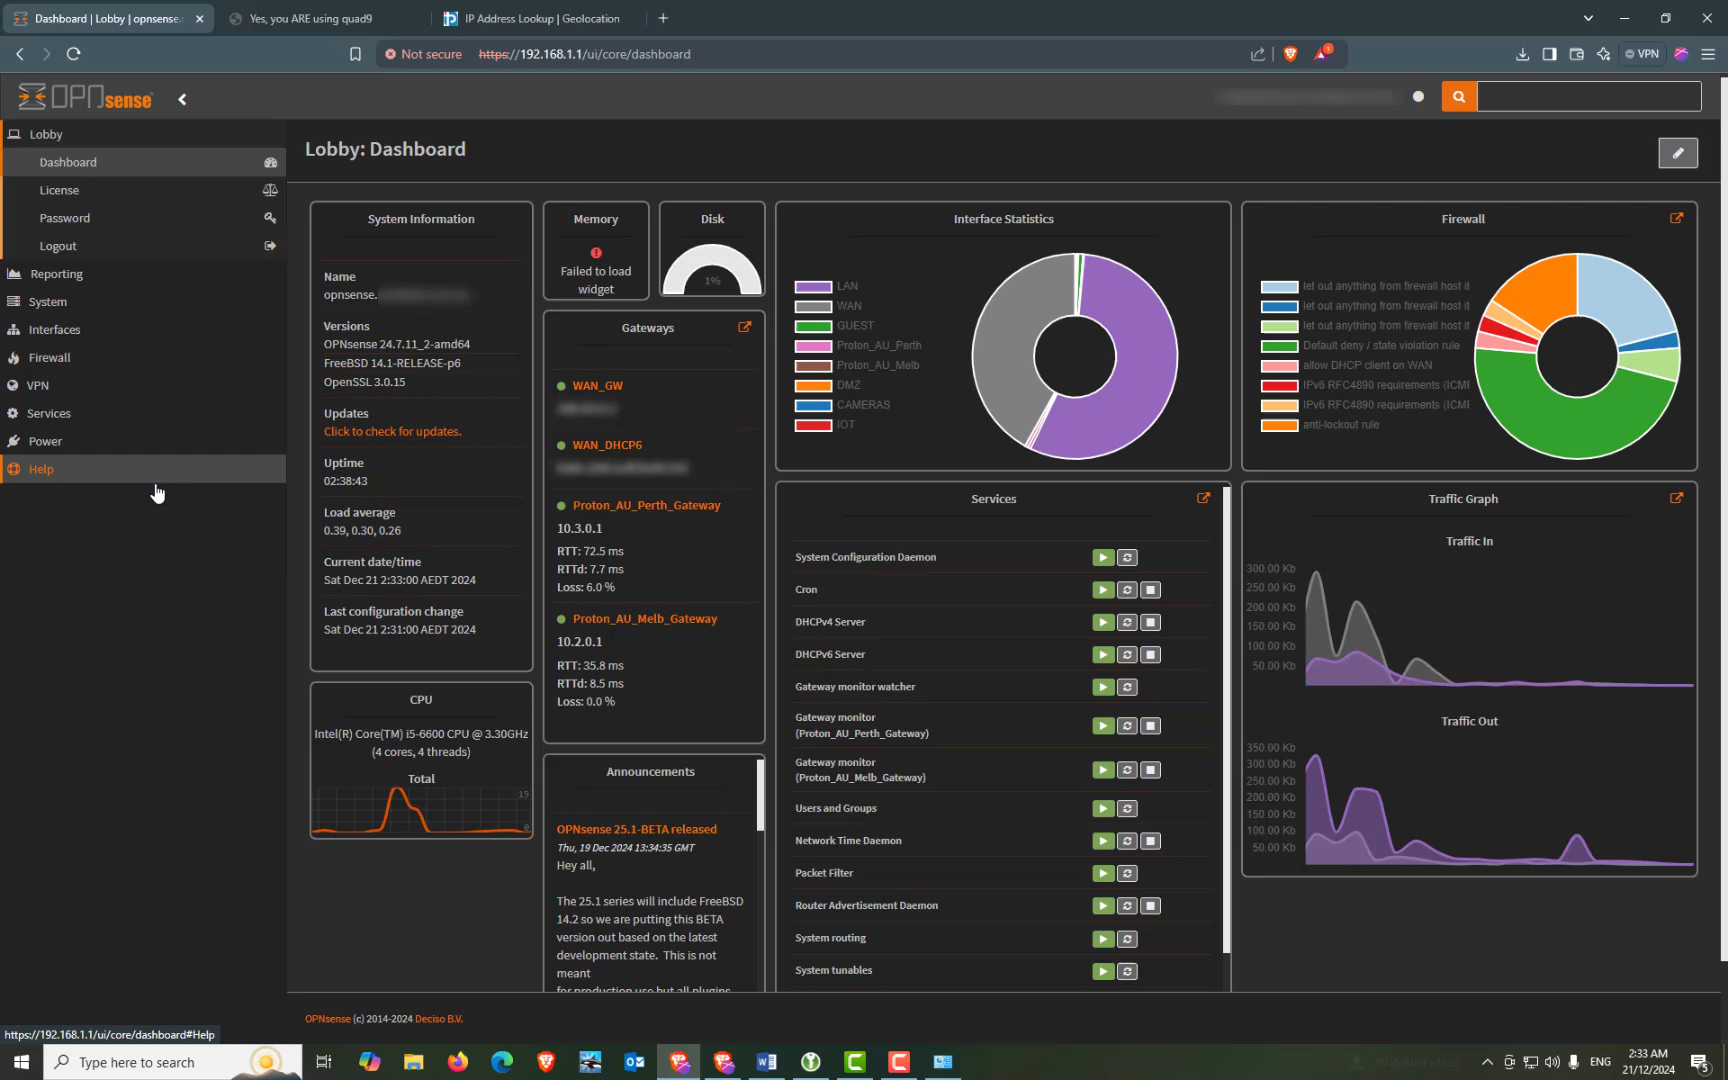 Dashboard | Lobby | opnsense.
Yes, you ARE using quad9
IP Address Lookup | Geolocation
Not secure
https://192.168.1.1/ui/core/dashboard
1
VPN
OPNsense
Lobby
Dashboard
License
Password
Logout
Reporting
System
Interfaces
Firewall
VPN
Services
Power
Help
Lobby: Dashboard
System Information
Name
opnsense.
Versions
OPNsense 24.7.11_2-amd64
FreeBSD 14.1-RELEASE-p6
OpenSSL 3.0.15
Updates
Click to check for updates.
Uptime
02:38:43
Load average
0.39, 0.30, 0.26
Current date/time
Sat Dec 21 2:33:00 AEDT 2024
Last configuration change
Sat Dec 21 2:31:00 AEDT 2024
CPU
Intel(R) Core(TM) i5-6600 CPU @ 3.30GHz
(4 cores, 4 threads)
Total
19
0
Memory
Failed to load
widget
Disk
1%
Gateways
WAN_GW
WAN_DHCP6
Proton_AU_Perth_Gateway
10.3.0.1
RTT: 72.5 ms
RTTd: 7.7 ms
Loss: 6.0 %
Proton_AU_Melb_Gateway
10.2.0.1
RTT: 35.8 ms
RTTd: 8.5 ms
Loss: 0.0 %
Announcements
OPNsense 25.1-BETA released
Thu, 19 Dec 2024 13:34:35 GMT
Hey all,
The 25.1 series will include FreeBSD
14.2 so we are putting this BETA
version out based on the latest
development state. This is not
meant
for production use but all plugins
Interface Statistics
LAN
WAN
GUEST
Proton_AU_Perth
Proton_AU_Melb
DMZ
CAMERAS
IOT
Services
System Configuration Daemon
Cron
DHCPv4 Server
DHCPv6 Server
Gateway monitor watcher
Gateway monitor
(Proton_AU_Perth_Gateway)
Gateway monitor
(Proton_AU_Melb_Gateway)
Users and Groups
Network Time Daemon
Packet Filter
Router Advertisement Daemon
System routing
System tunables
Firewall
let out anything from firewall host it
let out anything from firewall host it
let out anything from firewall host it
Default deny / state violation rule
allow DHCP client on WAN
IPv6 RFC4890 requirements (ICMI
IPv6 RFC4890 requirements (ICMI
anti-lockout rule
Traffic Graph
Traffic In
300.00 Kb
250.00 Kb
200.00 Kb
150.00 Kb
100.00 Kb
50.00 Kb
Traffic Out
350.00 Kb
300.00 Kb
250.00 Kb
200.00 Kb
150.00 Kb
100.00 Kb
50.00 Kb
OPNsense (c) 2014-2024 Deciso B.V.
https://192.168.1.1/ui/core/dashboard#Help
Type here to search
ENG
2:33 AM
21/12/2024
5